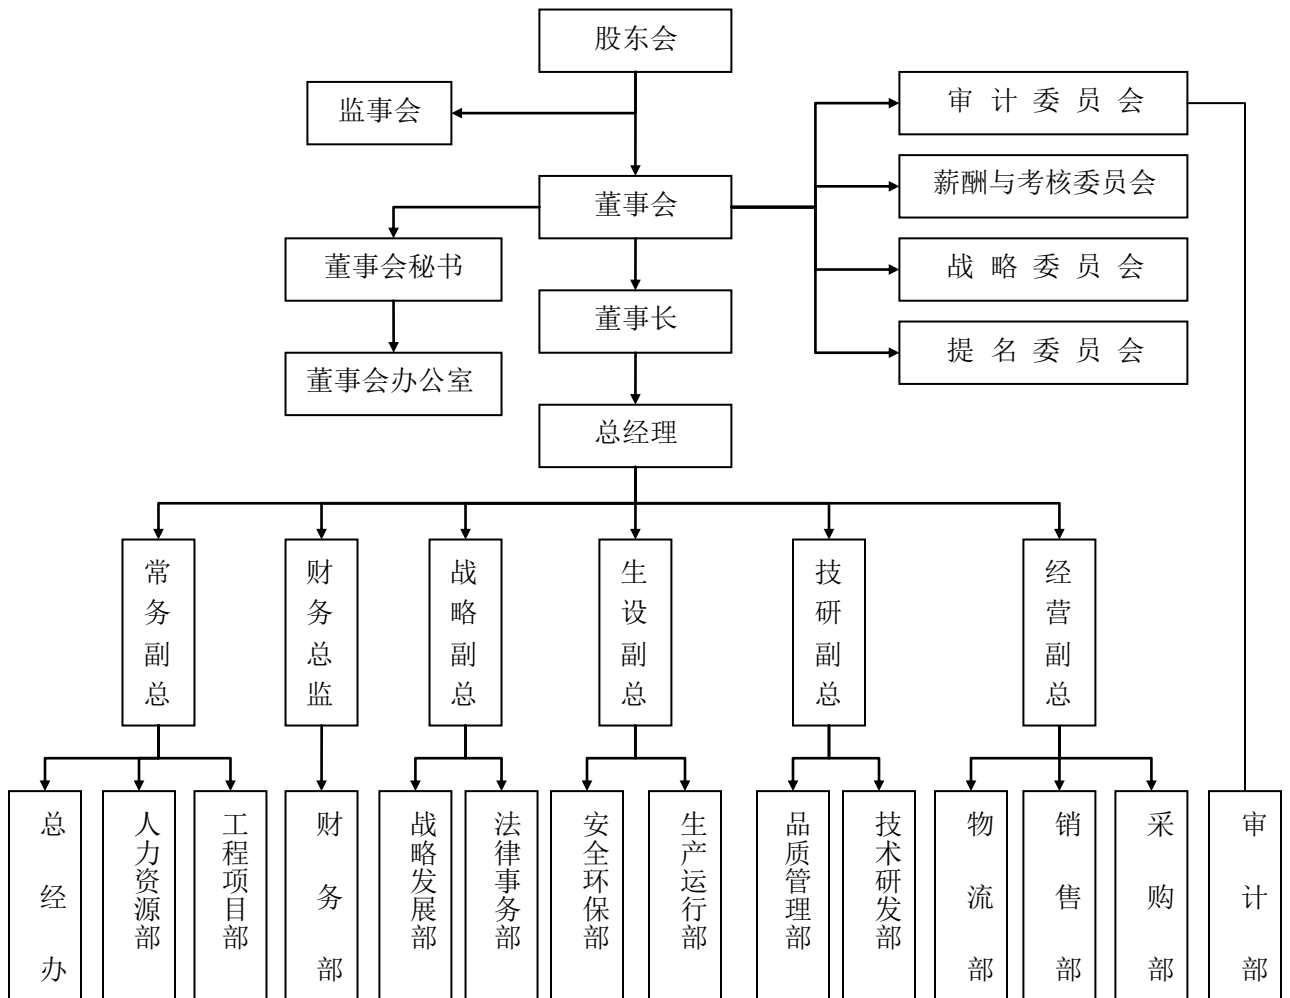 股东会
监事会
审计委员会
薪酬与考核委员会
董事会
董事会秘书
战略委员会
董事长
提名委员会
董事会办公室
总经理
常务副总
财务总监
战略副总
生设副总
技研副总
经营副总
总经办
人力资源部
工程项目部
财务部
战略发展部
法律事务部
安全环保部
生产运行部
品质管理部
技术研发部
物流部
销售部
采购部
审计部